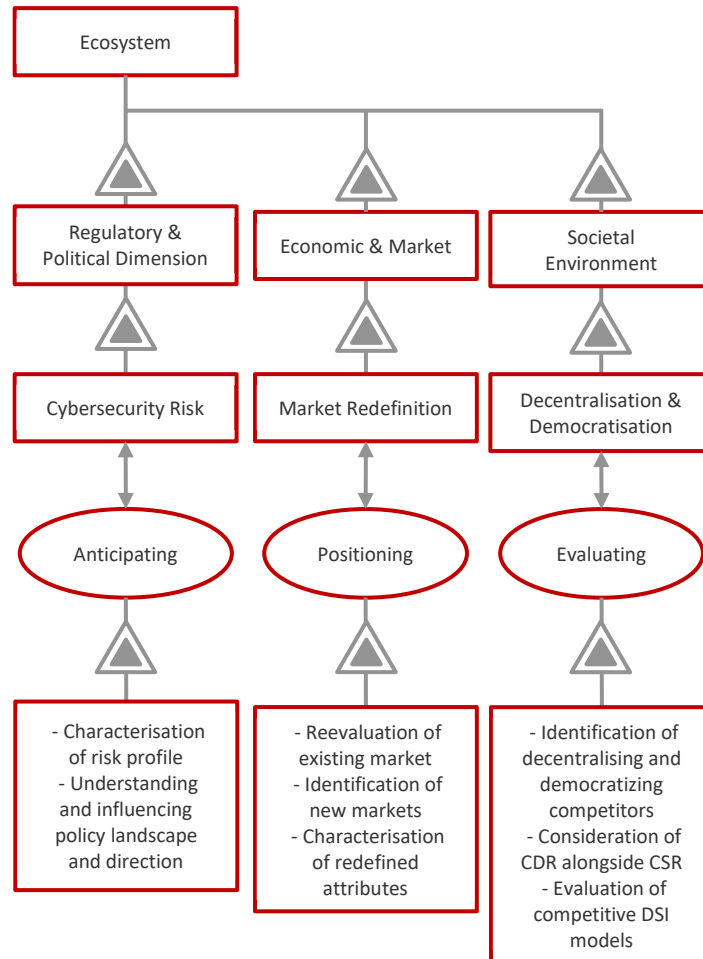 Ecosystem
Regulatory &
Political Dimension
Economic & Market
Societal
Environment
Cybersecurity Risk
Market Redefinition
Decentralisation &
Democratisation
Anticipating
Positioning
Evaluating
- Characterisation
of risk profile
- Understanding
and influencing
policy landscape
and direction
- Reevaluation of
existing market
- Identification of
new markets
- Characterisation
of redefined
attributes
- Identification of
decentralising and
democratizing
competitors
- Consideration of
CDR alongside CSR
- Evaluation of
competitive DSI
models